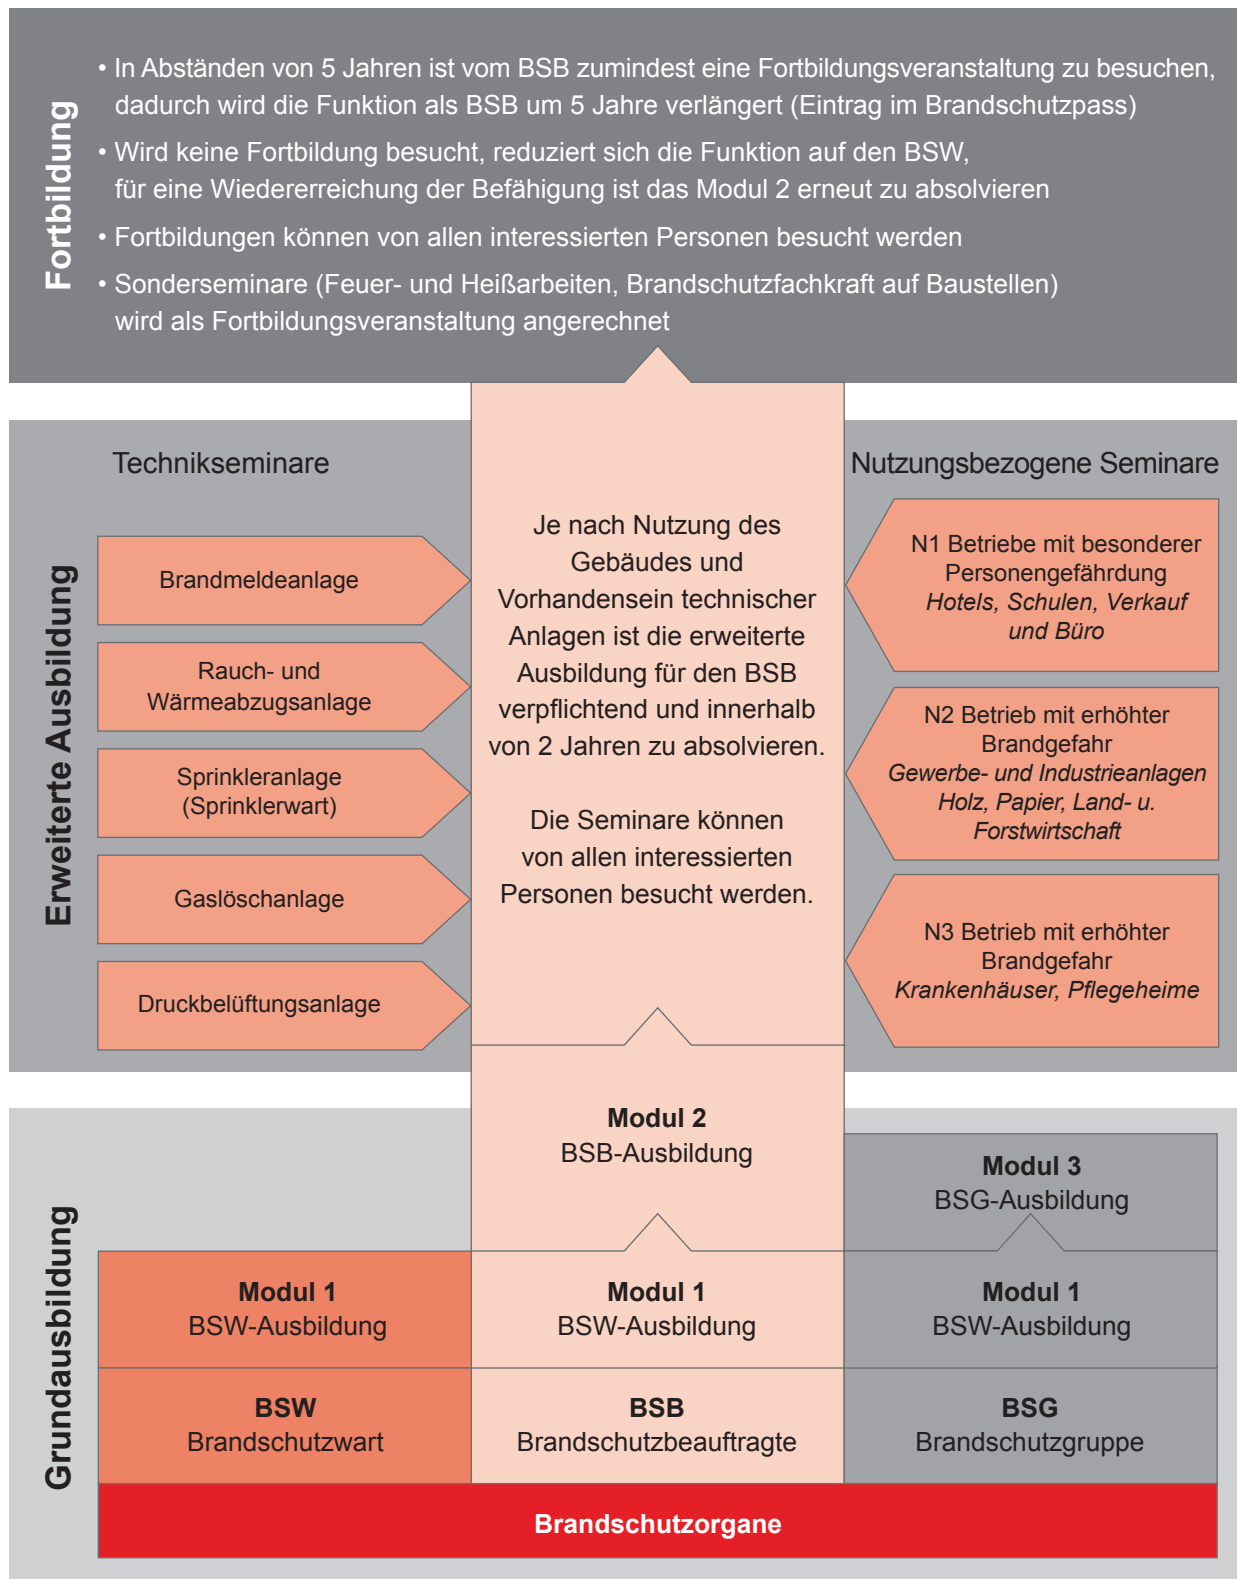 Fortbildung
• In Abständen von 5 Jahren ist vom BSB zumindest eine Fortbildungsveranstaltung zu besuchen,
dadurch wird die Funktion als BSB um 5 Jahre verlängert (Eintrag im Brandschutzpass)
• Wird keine Fortbildung besucht, reduziert sich die Funktion auf den BSW,
für eine Wiedererreichung der Befähigung ist das Modul 2 erneut zu absolvieren
• Fortbildungen können von allen interessierten Personen besucht werden
• Sonderseminare (Feuer- und Heißarbeiten, Brandschutzfachkraft auf Baustellen)
wird als Fortbildungsveranstaltung angerechnet
Erweiterte Ausbildung
Technikseminare
Brandmeldeanlage
Rauch- und
Wärmeabzugsanlage
Sprinkleranlage
(Sprinklerwart)
Gaslöschanlage
Druckbelüftungsanlage
Je nach Nutzung des
Gebäudes und
Vorhandensein technischer
Anlagen ist die erweiterte
Ausbildung für den BSB
verpflichtend und innerhalb
von 2 Jahren zu absolvieren.
Die Seminare können
von allen interessierten
Personen besucht werden.
Nutzungsbezogene Seminare
N1 Betriebe mit besonderer
Personengefährdung
Hotels, Schulen, Verkauf
und Büro
N2 Betrieb mit erhöhter
Brandgefahr
Gewerbe- und Industrieanlagen
Holz, Papier, Land- u.
Forstwirtschaft
N3 Betrieb mit erhöhter
Brandgefahr
Krankenhäuser, Pflegeheime
Grundausbildung
Modul 2
BSB-Ausbildung
Modul 3
BSG-Ausbildung
Modul 1
BSW-Ausbildung
Modul 1
BSW-Ausbildung
Modul 1
BSW-Ausbildung
BSW
Brandschutzwart
BSB
Brandschutzbeauftragte
BSG
Brandschutzgruppe
Brandschutzorgane